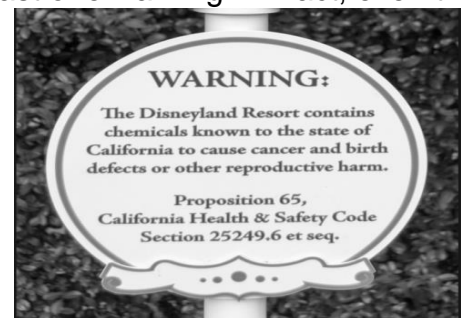 WARNING:
The Disneyland Resort contains
chemicals known to the state of
California to cause cancer and birth
defects or other reproductive harm.
Proposition 65,
California Health & Safety Code
Section 25249.6 et seq.